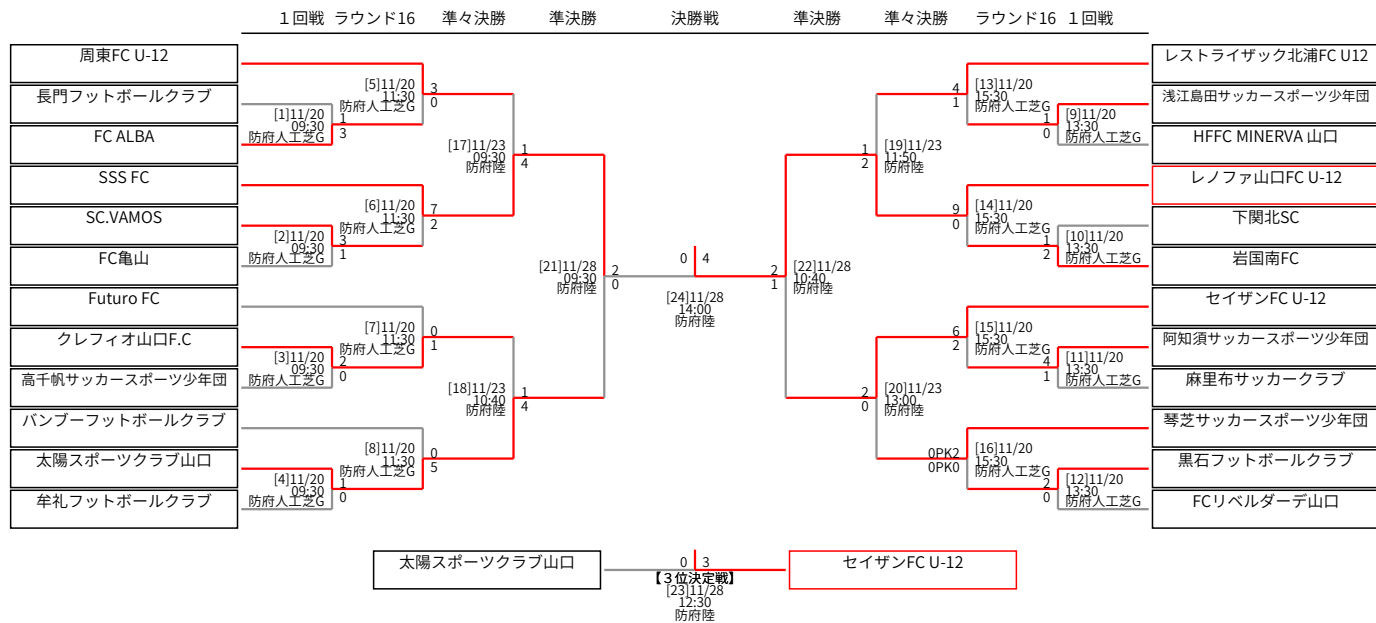 １回戦 ラウンド16 準々決勝 準決勝 決勝戦 準決勝 準々決勝 ラウンド16 １回戦
周東FC U-12
長門フットボールクラブ
FC ALBA
SSS FC
SC.VAMOS
FC亀山
Futuro FC
クレフィオ山口F.C
高千帆サッカースポーツ少年団
バンブーフットボールクラブ
太陽スポーツクラブ山口
牟礼フットボールクラブ
[1]11/20
09:30
防府人工芝G
1
3
[2]11/20
09:30
防府人工芝G
3
1
[3]11/20
09:30
防府人工芝G
2
0
[4]11/20
09:30
防府人工芝G
1
0
[5]11/20
11:30
防府人工芝G
3
0
[6]11/20
11:30
防府人工芝G
7
2
[7]11/20
11:30
防府人工芝G
0
1
[8]11/20
11:30
防府人工芝G
0
5
[17]11/23
09:30
防府陸
1
4
[18]11/23
10:40
防府陸
1
4
[21]11/28
09:30
防府陸
2
0
0 4
[24]11/28
14:00
防府陸
2
1
[22]11/28
10:40
防府陸
1
2
[19]11/23
11:50
防府陸
2
0
[20]11/23
13:00
防府陸
4
1
[13]11/20
15:30
防府人工芝G
9
0
[14]11/20
15:30
防府人工芝G
6
2
[15]11/20
15:30
防府人工芝G
0PK2
0PK0
[16]11/20
15:30
防府人工芝G
1
0
[9]11/20
13:30
防府人工芝G
1
2
[10]11/20
13:30
防府人工芝G
4
1
[11]11/20
13:30
防府人工芝G
2
0
[12]11/20
13:30
防府人工芝G
レストライザック北浦FC U12
浅江島田サッカースポーツ少年団
HFFC MINERVA 山口
レノファ山口FC U-12
下関北SC
岩国南FC
セイザンFC U-12
阿知須サッカースポーツ少年団
麻里布サッカークラブ
琴芝サッカースポーツ少年団
黒石フットボールクラブ
FCリベルダーデ山口
太陽スポーツクラブ山口 0 3 セイザンFC U-12
【３位決定戦】
[23]11/28
12:30
防府陸